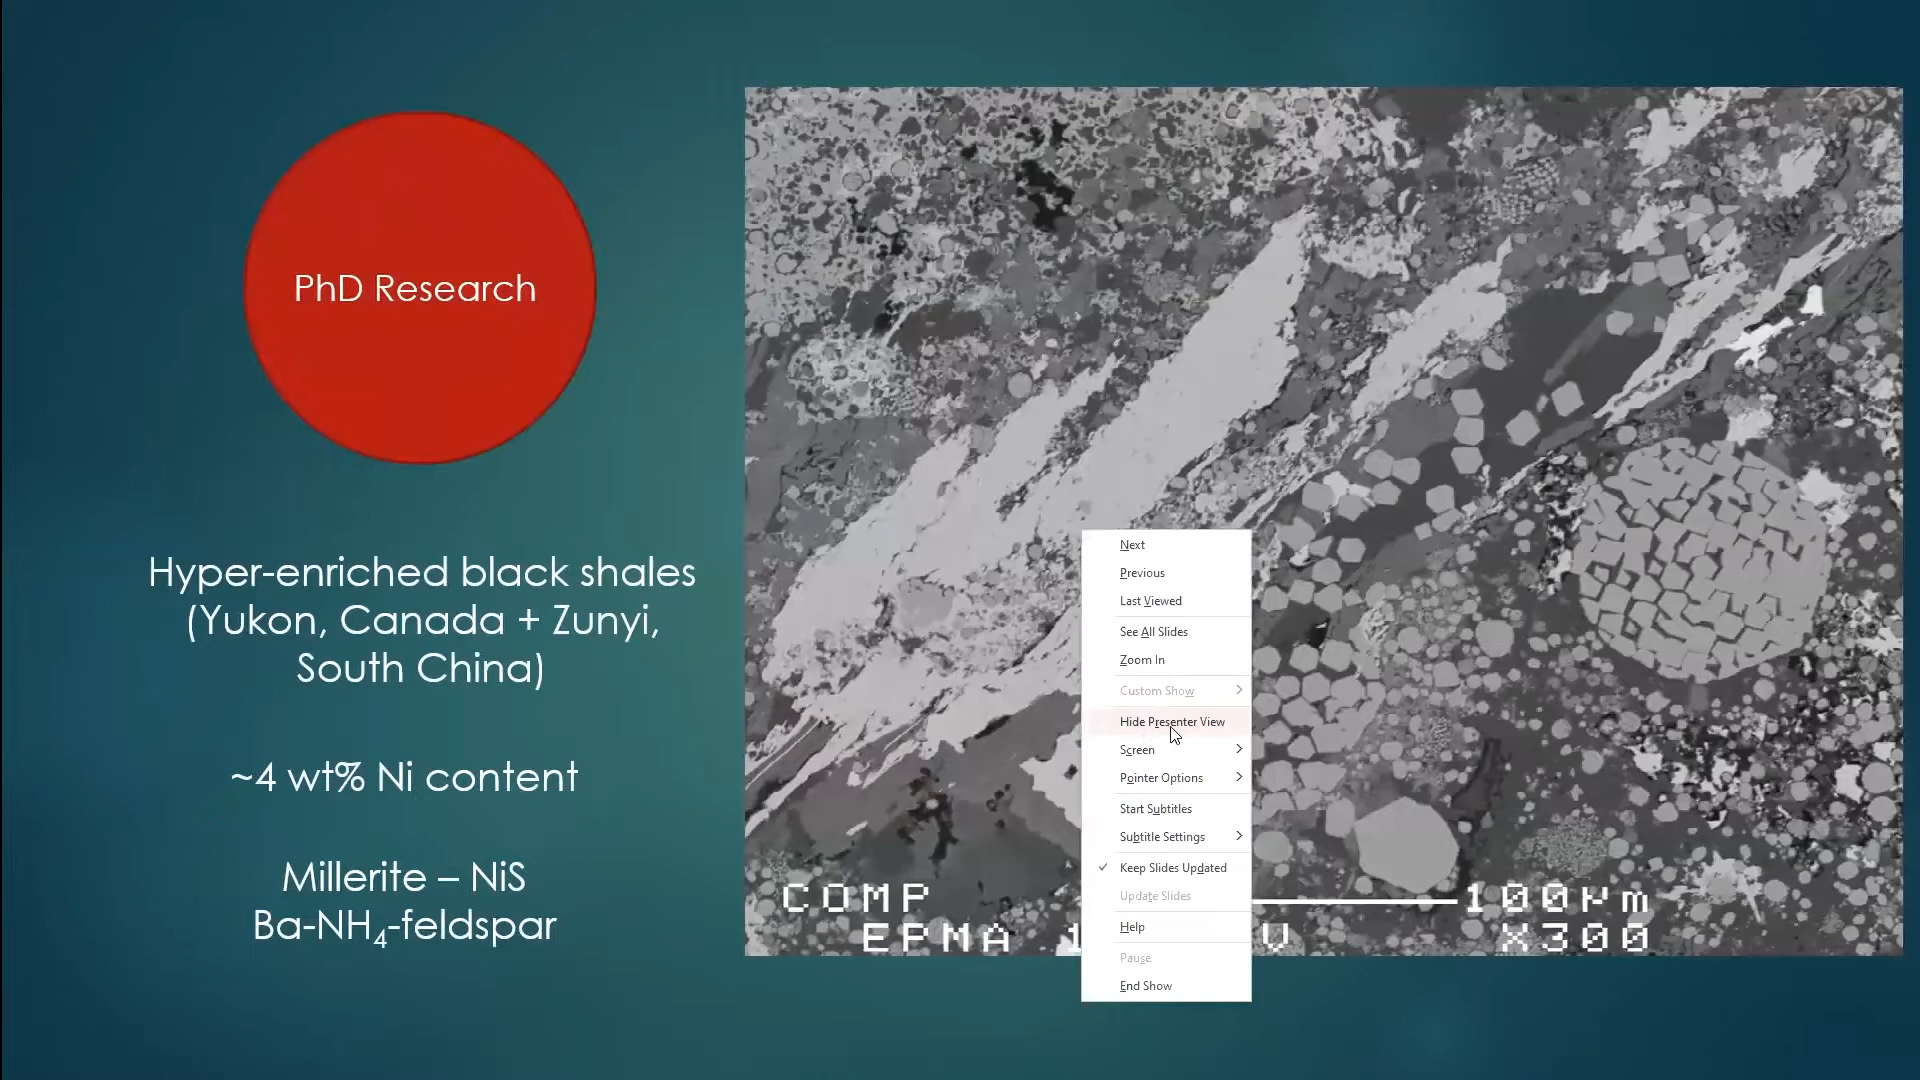 PhD Research
Hyper-enriched black shales
(Yukon, Canada + Zunyi,
South China)
~4 wt% Ni content
Millerite – NiS
Ba-NH₄-feldspar
Next
Previous
Last Viewed
See All Slides
Zoom In
Custom Show
Hide Presenter View
Screen
Pointer Options
Start Subtitles
Subtitle Settings
Keep Slides Updated
Update Slides
Help
Pause
End Show
COMP 100μm
EPMA X300